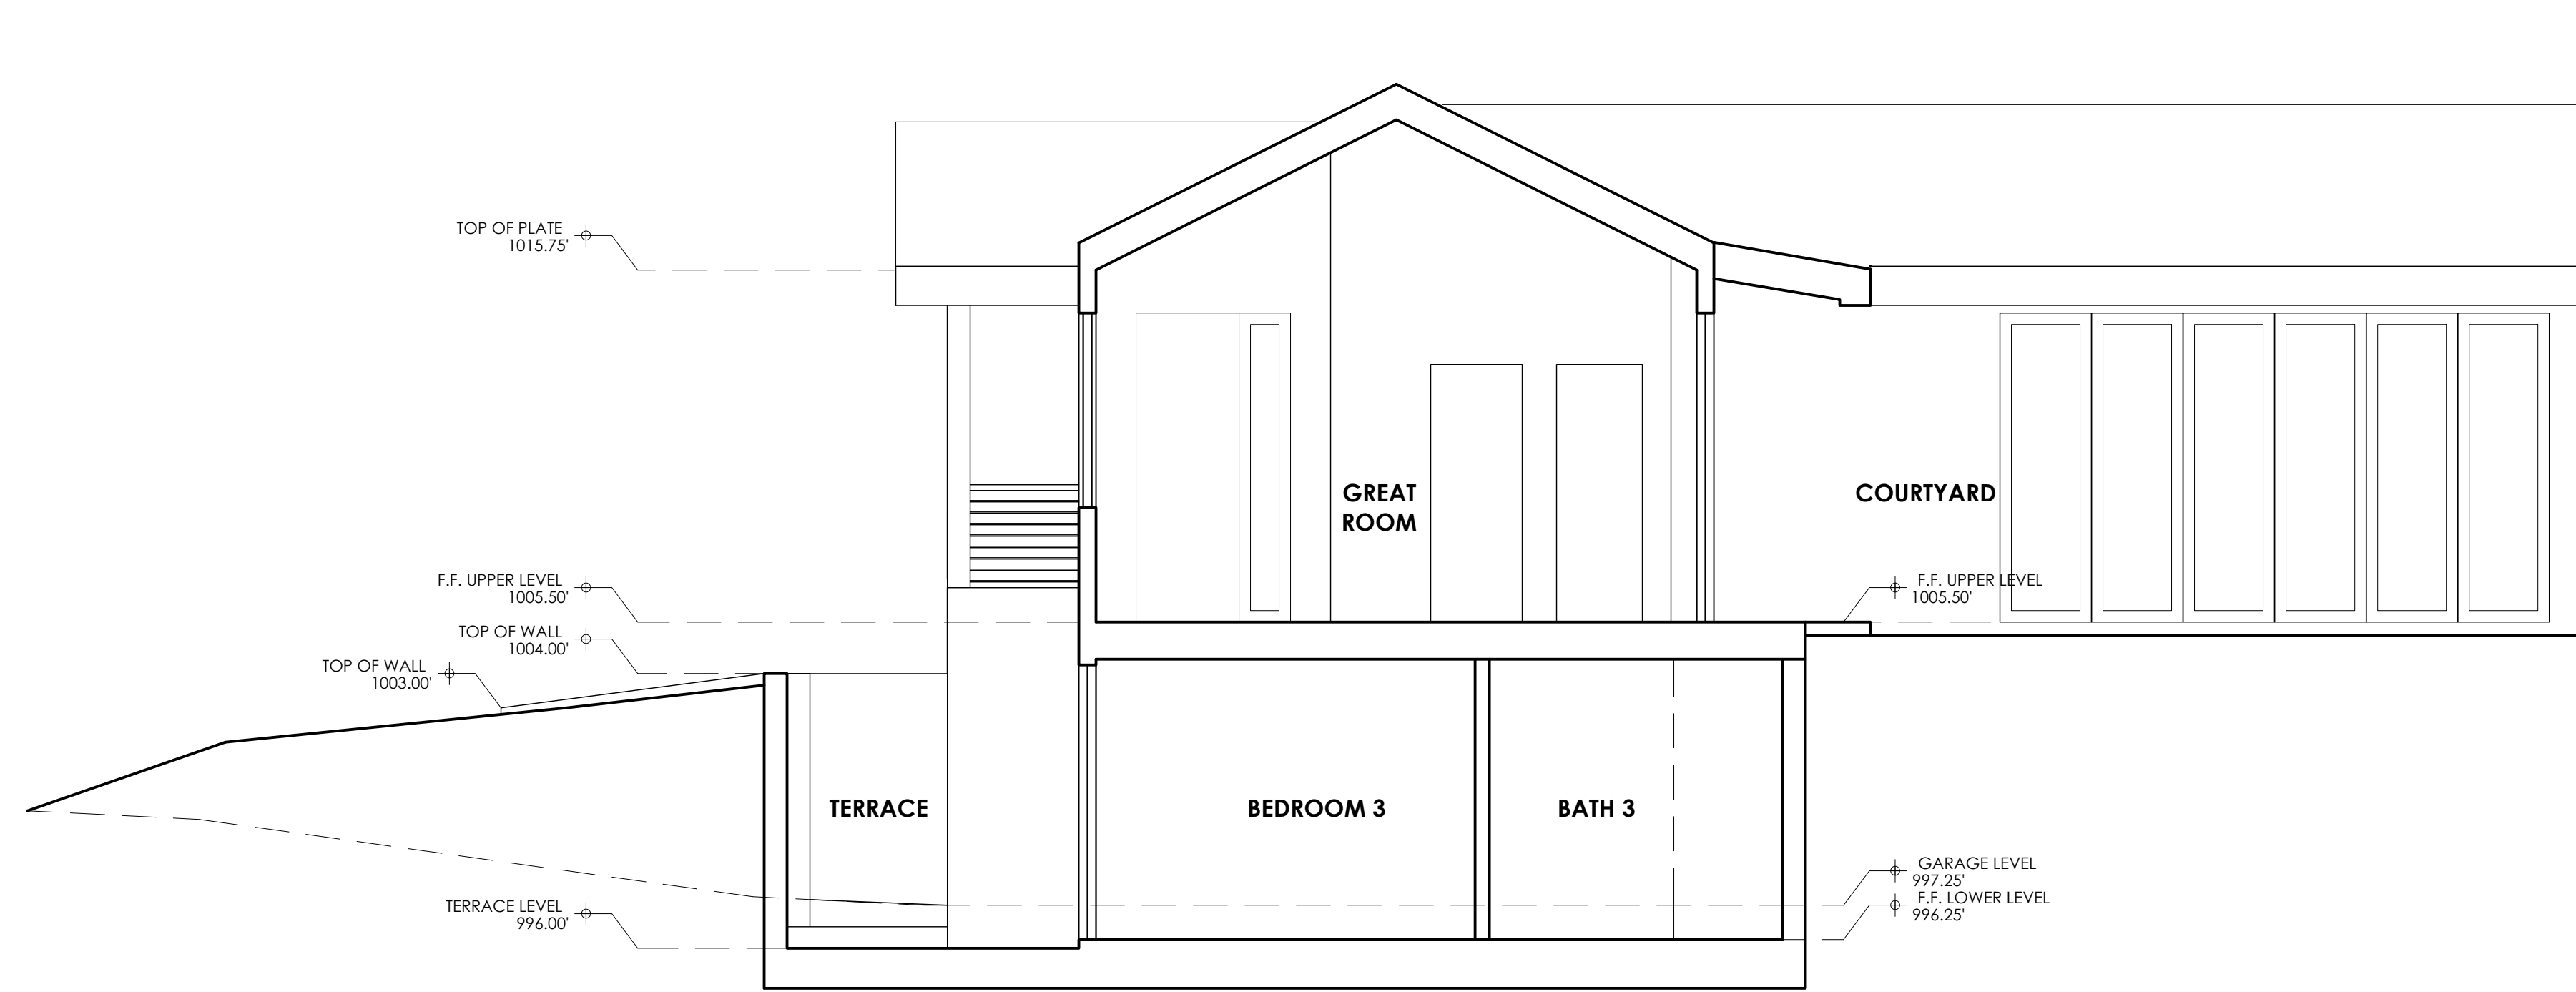 TOP OF PLATE
1015.75'
GREAT
ROOM
COURTYARD
F.F. UPPER LEVEL
1005.50'
F.F. UPPER LEVEL
1005.50'
TOP OF WALL
1004.00'
TOP OF WALL
1003.00'
TERRACE
BEDROOM 3
BATH 3
GARAGE LEVEL
997.25'
F.F. LOWER LEVEL
996.25'
TERRACE LEVEL
996.00'